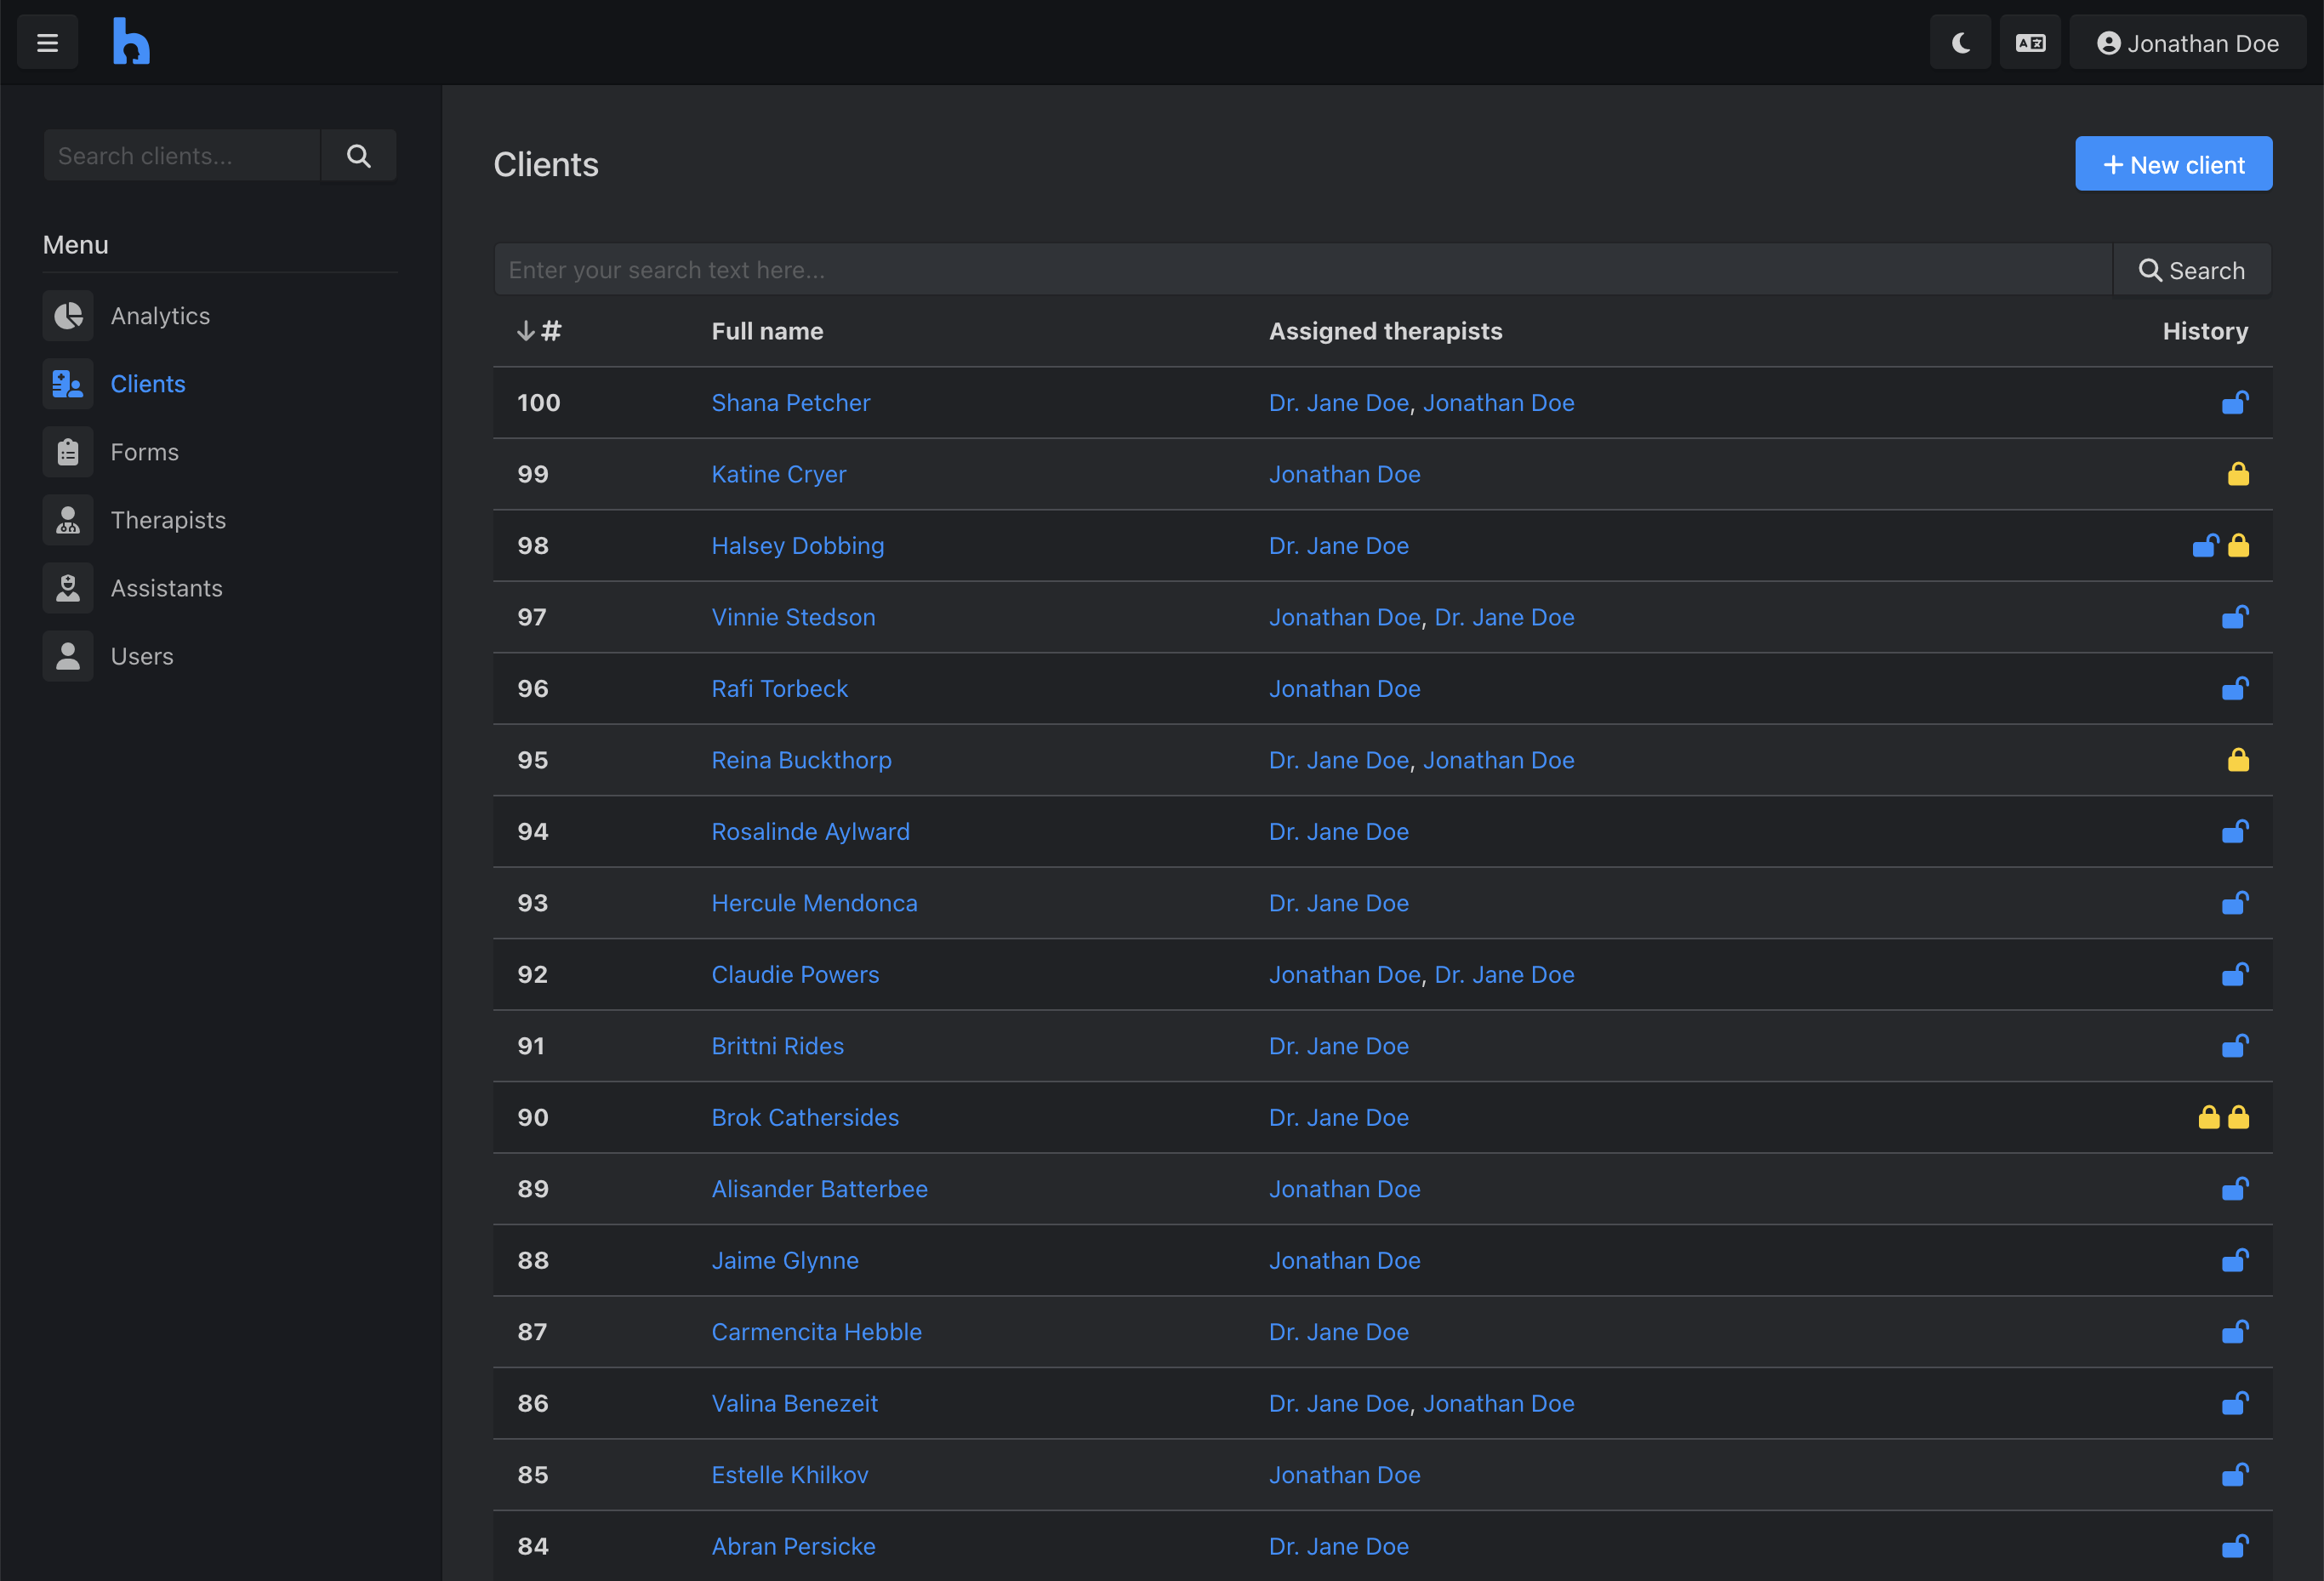 Jonathan Doe
Search clients...
Menu
Analytics
Clients
Forms
Therapists
Assistants
Users
Clients
+ New client
Enter your search text here... Search
↓ # Full name Assigned therapists History
100 Shana Petcher Dr. Jane Doe, Jonathan Doe
99 Katine Cryer Jonathan Doe
98 Halsey Dobbing Dr. Jane Doe
97 Vinnie Stedson Jonathan Doe, Dr. Jane Doe
96 Rafi Torbeck Jonathan Doe
95 Reina Buckthorp Dr. Jane Doe, Jonathan Doe
94 Rosalinde Aylward Dr. Jane Doe
93 Hercule Mendonca Dr. Jane Doe
92 Claudie Powers Jonathan Doe, Dr. Jane Doe
91 Brittni Rides Dr. Jane Doe
90 Brok Cathersides Dr. Jane Doe
89 Alisander Batterbee Jonathan Doe
88 Jaime Glynne Jonathan Doe
87 Carmencita Hebble Dr. Jane Doe
86 Valina Benezeit Dr. Jane Doe, Jonathan Doe
85 Estelle Khilkov Jonathan Doe
84 Abran Persicke Dr. Jane Doe